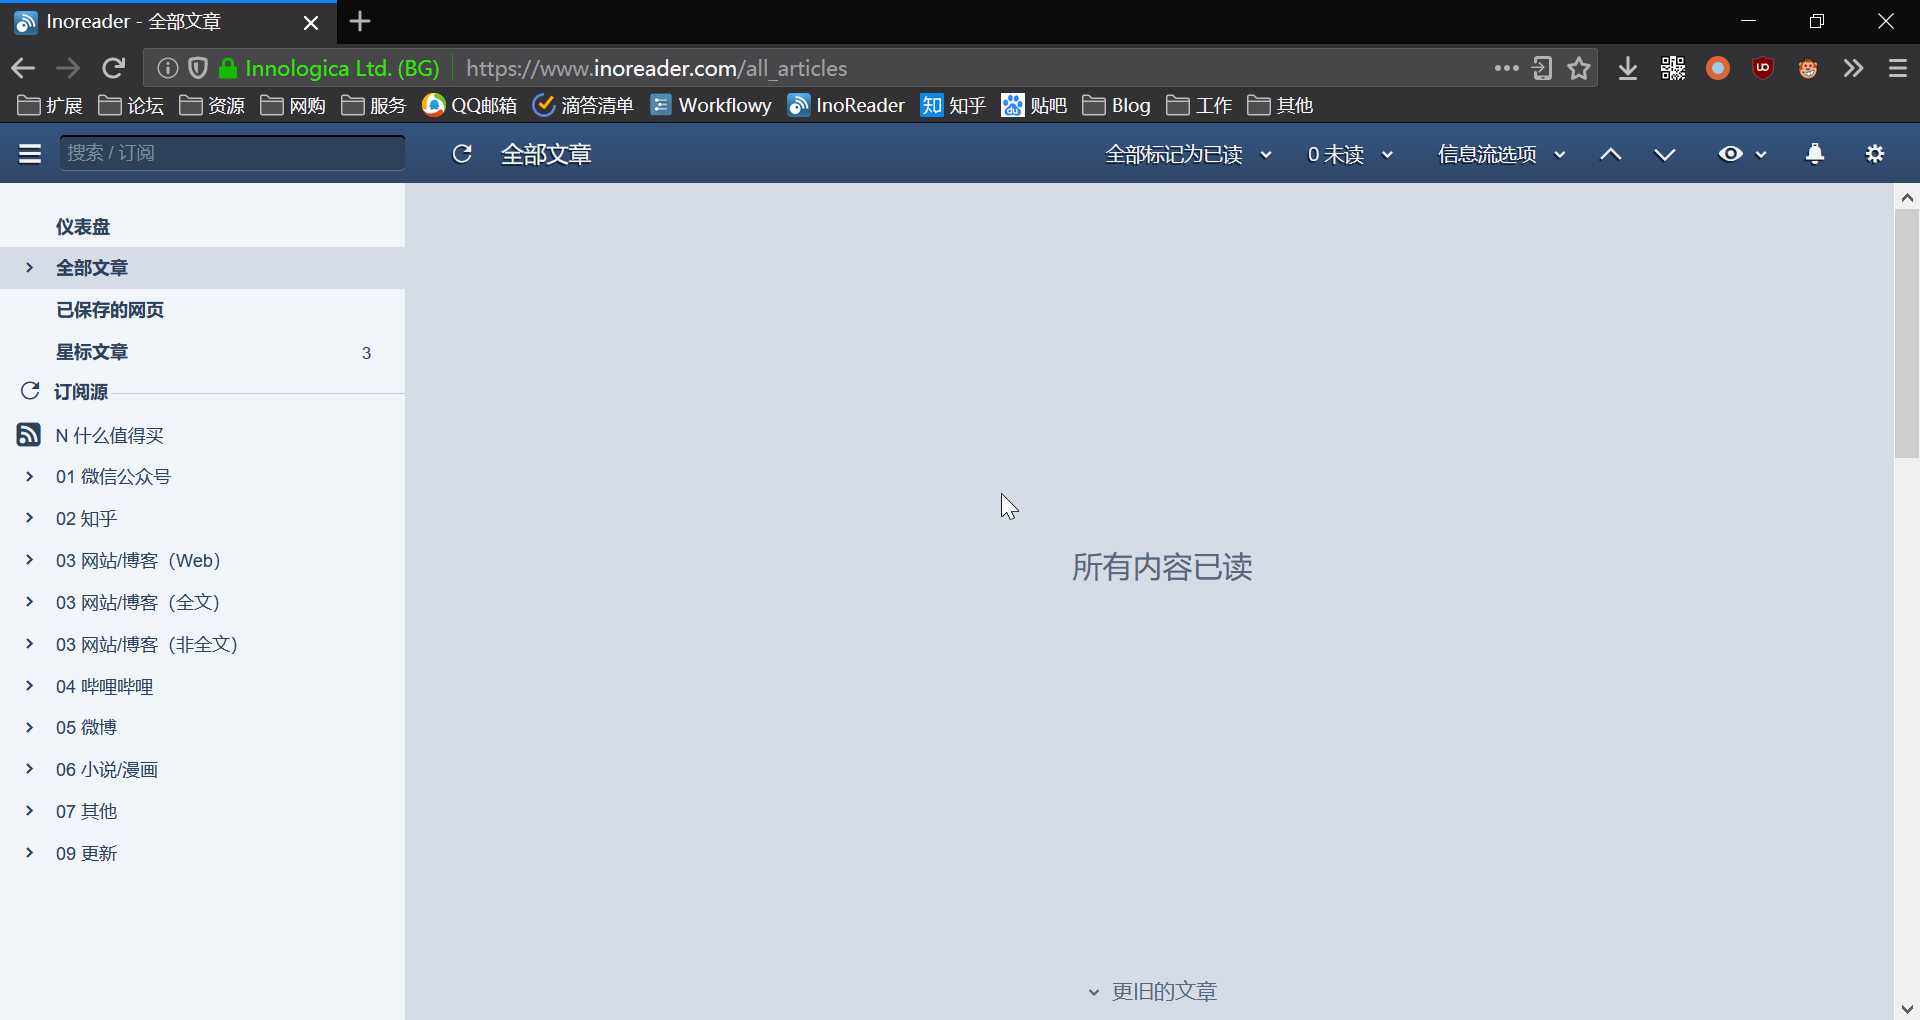 Inoreader - 全部文章
Innologica Ltd. (BG) https://www.inoreader.com/all_articles
扩展 论坛 资源 网购 服务 QQ邮箱 滴答清单 Workflowy InoReader 知 知乎 du 贴吧 Blog 工作 其他
搜索 / 订阅 全部文章 全部标记为已读 0 未读 信息流选项
仪表盘
全部文章
已保存的网页
星标文章 3
订阅源
N 什么值得买
01 微信公众号
02 知乎
03 网站/博客（Web）
03 网站/博客（全文）
03 网站/博客（非全文）
04 哔哩哔哩
05 微博
06 小说/漫画
07 其他
09 更新
所有内容已读
更旧的文章